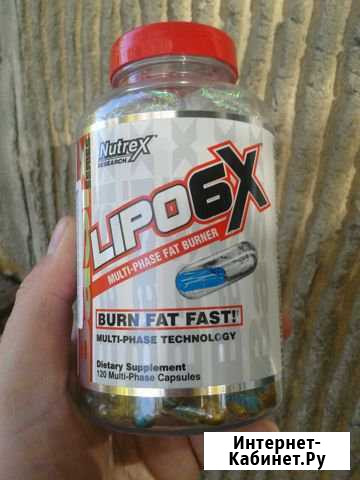 Nutrex
RESEARCH
LIPO6X
MULTI-PHASE FAT BURNER
BURN FAT FAST!
MULTI-PHASE TECHNOLOGY
Dietary Supplement
120 Multi-Phase Capsules
Интернет-
Кабинет.Ру